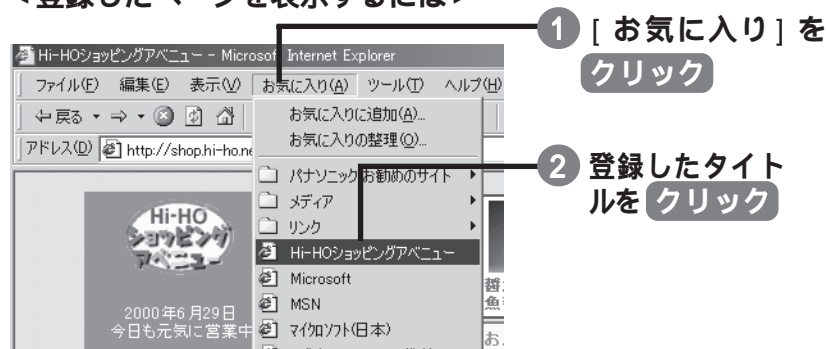 <登録したページを表示するには>
1 [お気に入り]を
クリック
Hi-HOショッピングアベニュー - Microsoft Internet Explorer
ファイル(F) 編集(E) 表示(V) お気に入り(A) ツール(T) ヘルプ(H)
戻る
アドレス(D) http://shop.hi-ho.ne
お気に入りに追加(A)...
お気に入りの整理(O)...
パナソニックお勧めのサイト
メディア
リンク
Hi-HOショッピングアベニュー
Microsoft
MSN
マイクロソフト(日本)
2 登録したタイト
ルをクリック
Hi-HO
ショッピング
アベニュー
2000年6月29日
今日も元気に営業中
魚
お